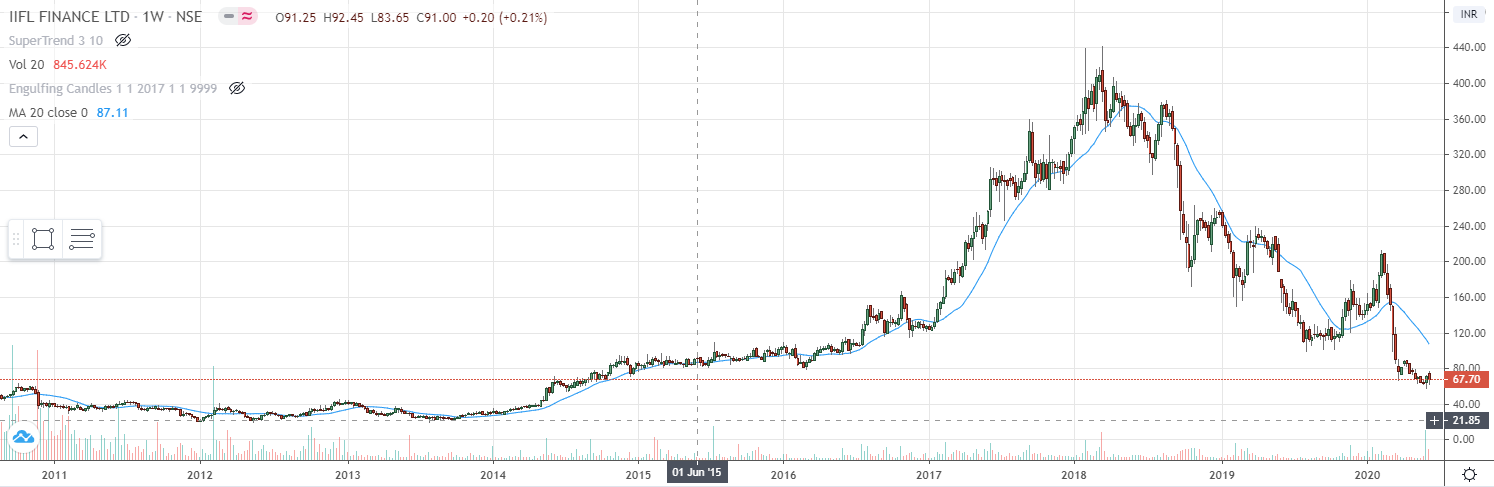 IIFL FINANCE LTD · 1W · NSE O91.25 H92.45 L83.65 C91.00 +0.20 (+0.21%)
INR
SuperTrend 3 10
Vol 20 845.624K
Engulfing Candles 1 1 2017 1 1 9999
MA 20 close 0 87.11
440.00
400.00
360.00
320.00
280.00
240.00
200.00
160.00
120.00
80.00
67.70
40.00
21.85
0.00
2011 2012 2013 2014 2015 01 Jun '15 2016 2017 2018 2019 2020